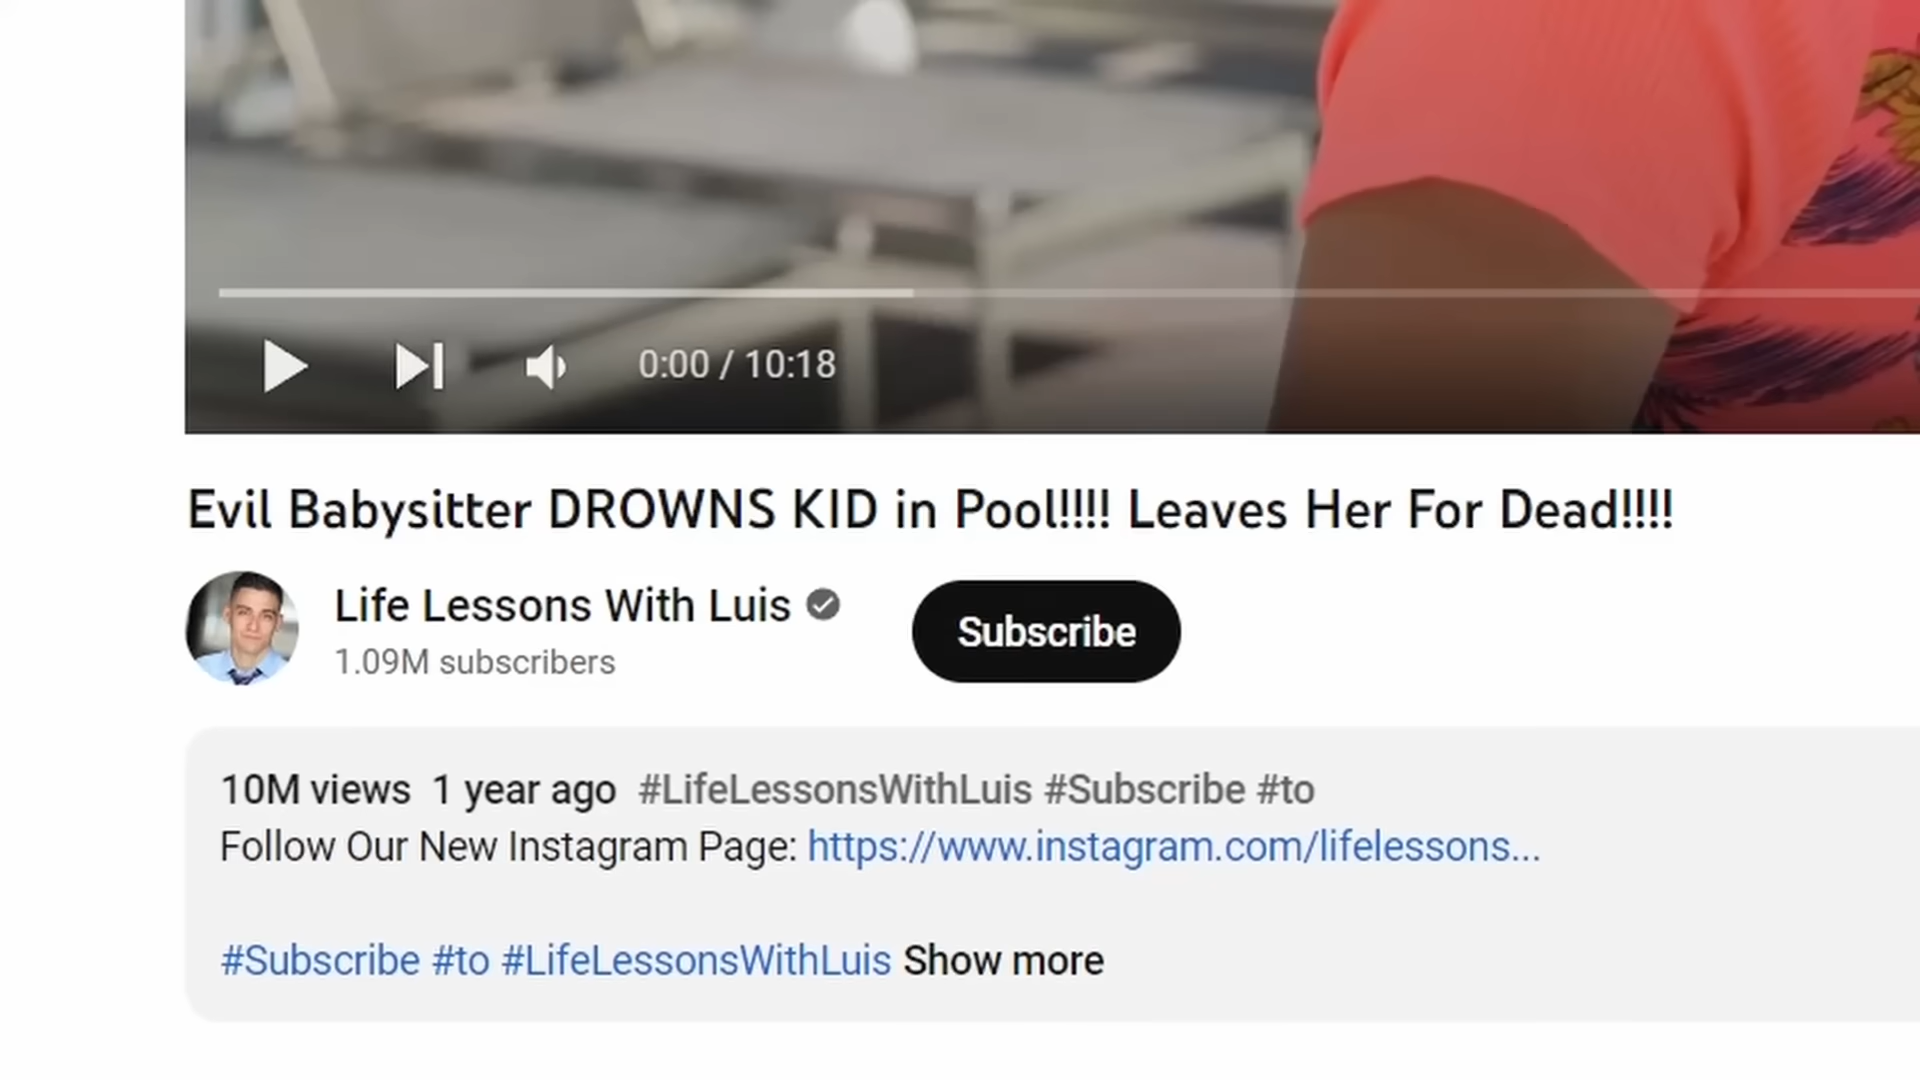 0:00 / 10:18
Evil Babysitter DROWNS KID in Pool!!!! Leaves Her For Dead!!!!
Life Lessons With Luis
1.09M subscribers
Subscribe
10M views 1 year ago #LifeLessonsWithLuis #Subscribe #to
Follow Our New Instagram Page: https://www.instagram.com/lifelessons...
#Subscribe #to #LifeLessonsWithLuis Show more